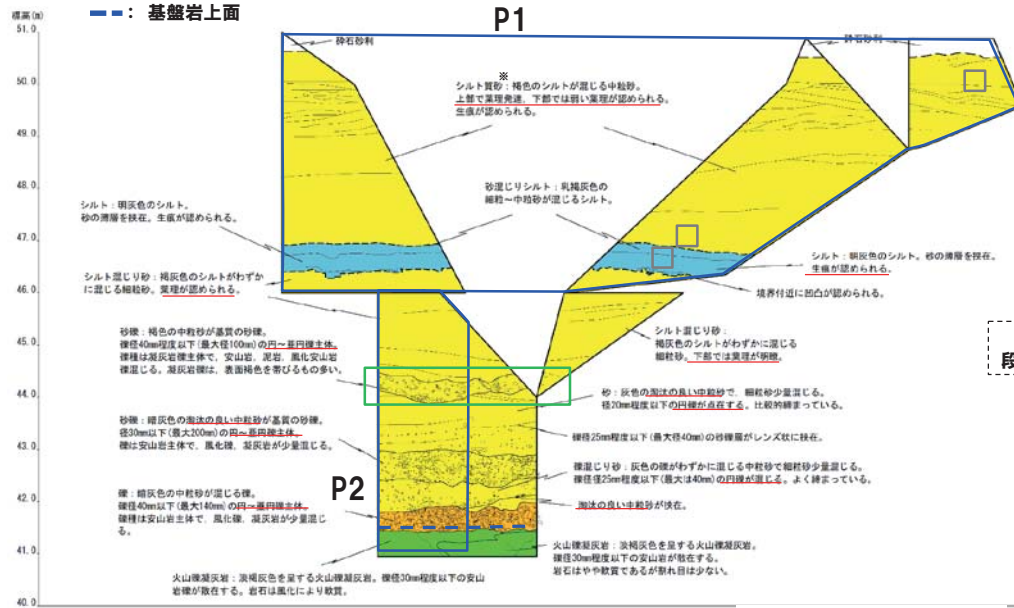 標高(m)
51.0
50.0
49.0
48.0
47.0
46.0
45.0
44.0
43.0
42.0
41.0
40.0
： 基盤岩上面
P1
砕石砂利
砕石砂利
※
シルト質砂：褐色のシルトが混じる中粒砂。
上部で葉理発達，下部では弱い葉理が認められる。
生痕が認められる。
砂混じりシルト：乳褐灰色の
細粒～中粒砂が混じるシルト。
シルト：明灰色のシルト。
砂の薄層を挟在。生痕が認められる。
シルト：明灰色のシルト。砂の薄層を挟在。
生痕が認められる。
境界付近に凹凸が認められる。
シルト混じり砂：褐灰色のシルトがわずか
に混じる細粒砂。葉理が認められる。
シルト混じり砂：
褐灰色のシルトがわずかに混じる
細粒砂。下部では葉理が明瞭。
段
砂礫：褐色の中粒砂が基質の砂礫。
礫径40mm程度以下(最大径100mm)の円～亜円礫主体。
礫種は凝灰岩礫主体で，安山岩，泥岩，風化安山岩
礫混じる。凝灰岩礫は，表面褐色を帯びるもの多い。
砂：灰色の淘汰の良い中粒砂で，細粒砂少量混じる。
径20mm程度以下の円礫が点在する。比較的締まっている。
砂礫：暗灰色の淘汰の良い中粒砂が基質の砂礫。
径30mm以下(最大200mm)の円～亜円礫主体。
礫は安山岩主体で，風化礫，凝灰岩が少量混じる。
礫径25mm程度以下(最大径40mm)の砂礫層がレンズ状に挟在。
礫混じり砂：灰色の礫がわずかに混じる中粒砂で細粒砂少量混じる。
礫径径25mm程度以下(最大は40mm)の円礫が混じる。よく締まっている。
P2
礫：暗灰色の中粒砂が混じる礫。
礫径40mm以下(最大140mm)の円～亜円礫主体。
礫種は安山岩主体で，風化礫，凝灰岩が少量混じ
る。
淘汰の良い中粒砂が挟在。
火山礫凝灰岩：淡褐灰色を呈する火山礫凝灰岩。
礫径30mm程度以下の安山岩が散在する。
岩石はやや軟質であるが割れ目は少ない。
火山礫凝灰岩：淡褐灰色を呈する火山礫凝灰岩。礫径30mm程度以下の安山
岩礫が散在する。岩石は風化により軟質。